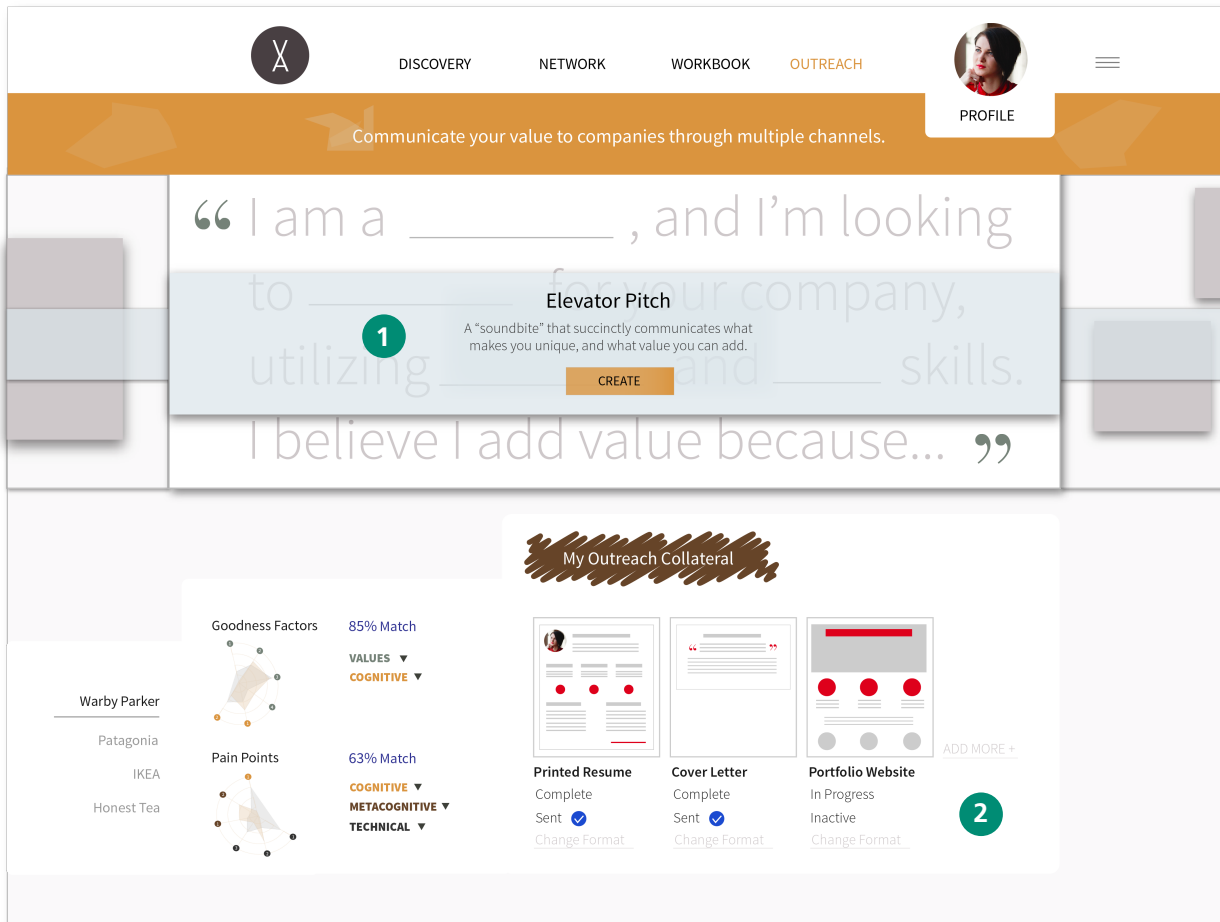 DISCOVERY
NETWORK
WORKBOOK
OUTREACH
PROFILE
Communicate your value to companies through multiple channels.
“ I am a ________ , and I’m looking
to ________ for your company,
utilizing ________ and ____ skills.
I believe I add value because... ”
Elevator Pitch
A “soundbite” that succinctly communicates what
makes you unique, and what value you can add.
CREATE
1
My Outreach Collateral
Warby Parker
Patagonia
IKEA
Honest Tea
Goodness Factors
85% Match
VALUES ▼
COGNITIVE ▼
Pain Points
63% Match
COGNITIVE ▼
METACOGNITIVE ▼
TECHNICAL ▼
Printed Resume
Complete
Sent
Change Format
Cover Letter
Complete
Sent
Change Format
Portfolio Website
In Progress
Inactive
Change Format
ADD MORE +
2